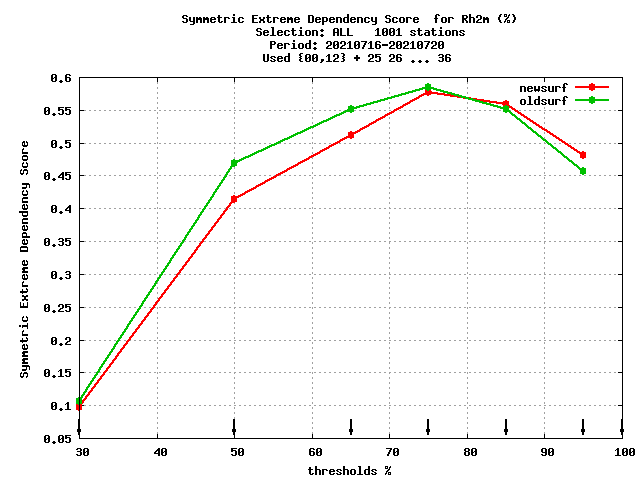 Symmetric Extreme Dependency Score  for Rh2m (%)
Selection: ALL   1001 stations
Period: 20210716-20210720
Used {00,12} + 25 26 ... 36
newsurf
oldsurf
Symmetric Extreme Dependency Score
0.6
0.55
0.5
0.45
0.4
0.35
0.3
0.25
0.2
0.15
0.1
0.05
30 40 50 60 70 80 90 100
thresholds %